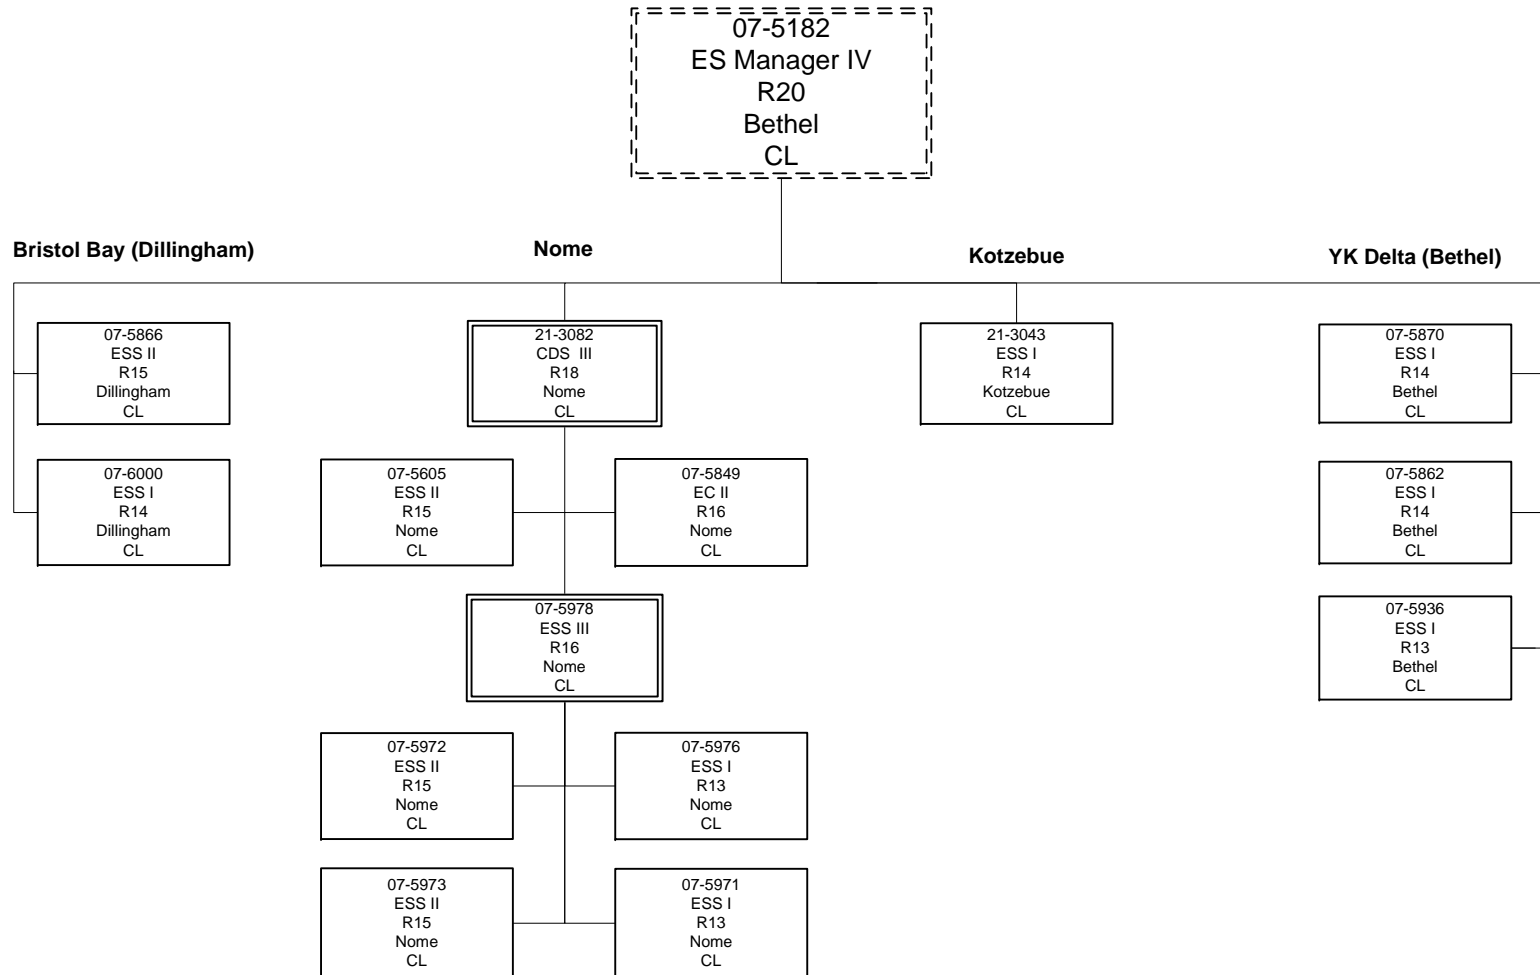 07-5182
ES Manager IV
R20
Bethel
CL
Bristol Bay (Dillingham)
Nome
Kotzebue
YK Delta (Bethel)
07-5866
ESS II
R15
Dillingham
CL
21-3082
CDS III
R18
Nome
CL
21-3043
ESS I
R14
Kotzebue
CL
07-5870
ESS I
R14
Bethel
CL
07-6000
ESS I
R14
Dillingham
CL
07-5605
ESS II
R15
Nome
CL
07-5849
EC II
R16
Nome
CL
07-5862
ESS I
R14
Bethel
CL
07-5978
ESS III
R16
Nome
CL
07-5936
ESS I
R13
Bethel
CL
07-5972
ESS II
R15
Nome
CL
07-5976
ESS I
R13
Nome
CL
07-5973
ESS II
R15
Nome
CL
07-5971
ESS I
R13
Nome
CL